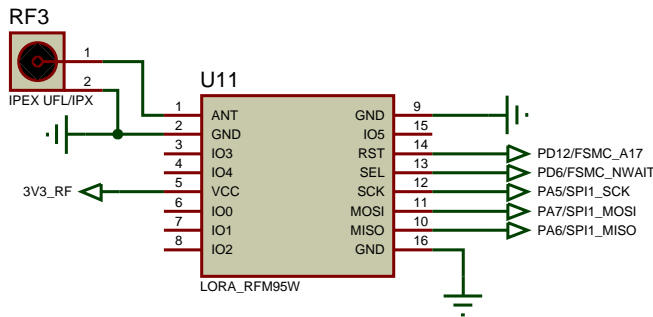 RF3
1
2
IPEX UFL/IPX
U11
1 ANT GND 9
2 GND IO5 15
3 IO3 RST 14 PD12/FSMC_A17
4 IO4 SEL 13 PD6/FSMC_NWAIT
3V3_RF 5 VCC SCK 12 PA5/SPI1_SCK
6 IO0 MOSI 11 PA7/SPI1_MOSI
7 IO1 MISO 10 PA6/SPI1_MISO
8 IO2 GND 16
LORA_RFM95W